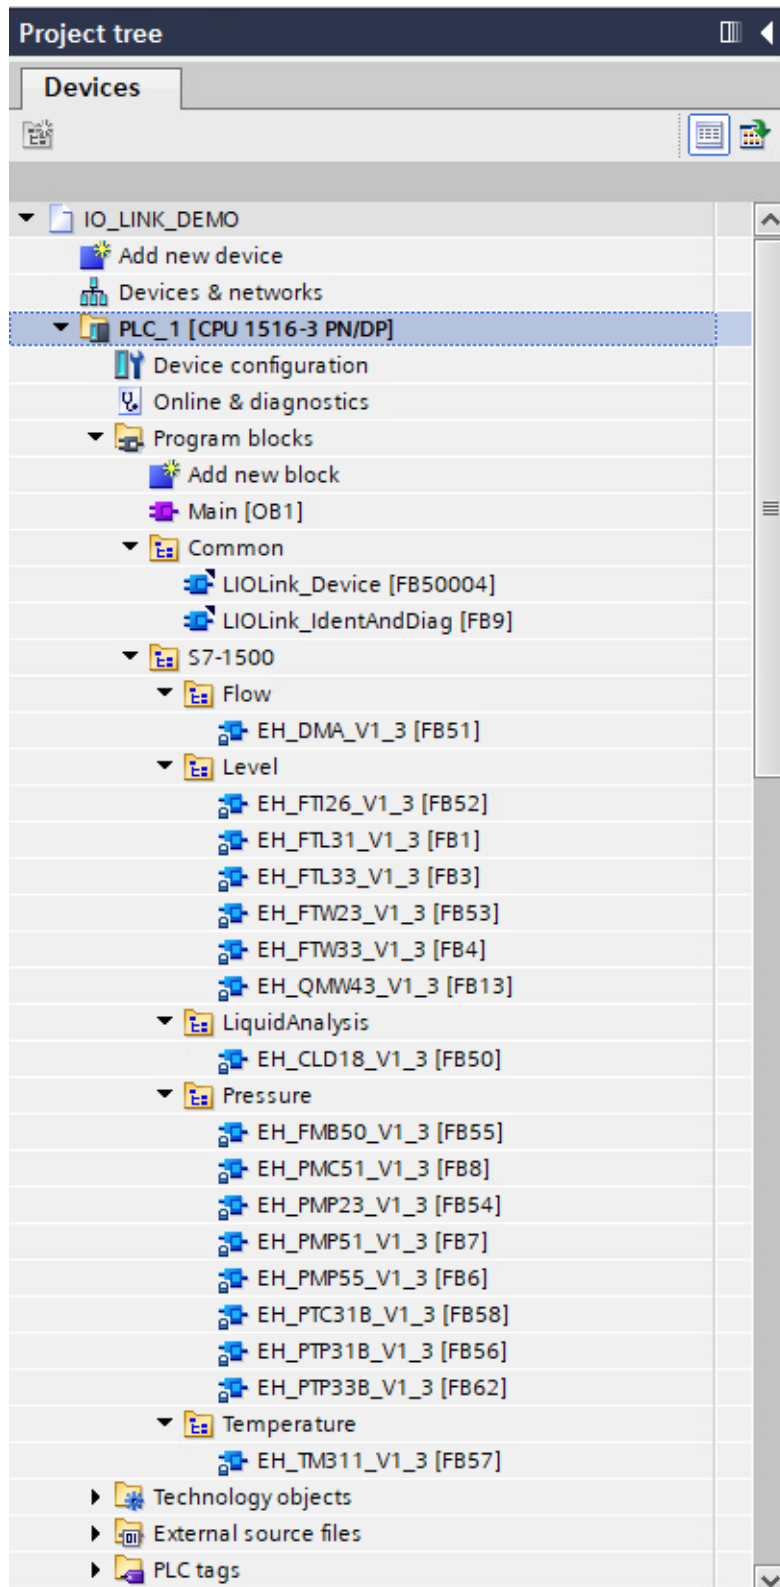 Project tree
Devices
IO_LINK_DEMO
Add new device
Devices & networks
PLC_1 [CPU 1516-3 PN/DP]
Device configuration
Online & diagnostics
Program blocks
Add new block
Main [OB1]
Common
LIOLink_Device [FB50004]
LIOLink_IdentAndDiag [FB9]
S7-1500
Flow
EH_DMA_V1_3 [FB51]
Level
EH_FTI26_V1_3 [FB52]
EH_FTL31_V1_3 [FB1]
EH_FTL33_V1_3 [FB3]
EH_FTW23_V1_3 [FB53]
EH_FTW33_V1_3 [FB4]
EH_QMW43_V1_3 [FB13]
LiquidAnalysis
EH_CLD18_V1_3 [FB50]
Pressure
EH_FMB50_V1_3 [FB55]
EH_PMC51_V1_3 [FB8]
EH_PMP23_V1_3 [FB54]
EH_PMP51_V1_3 [FB7]
EH_PMP55_V1_3 [FB6]
EH_PTC31B_V1_3 [FB58]
EH_PTP31B_V1_3 [FB56]
EH_PTP33B_V1_3 [FB62]
Temperature
EH_TM311_V1_3 [FB57]
Technology objects
External source files
PLC tags